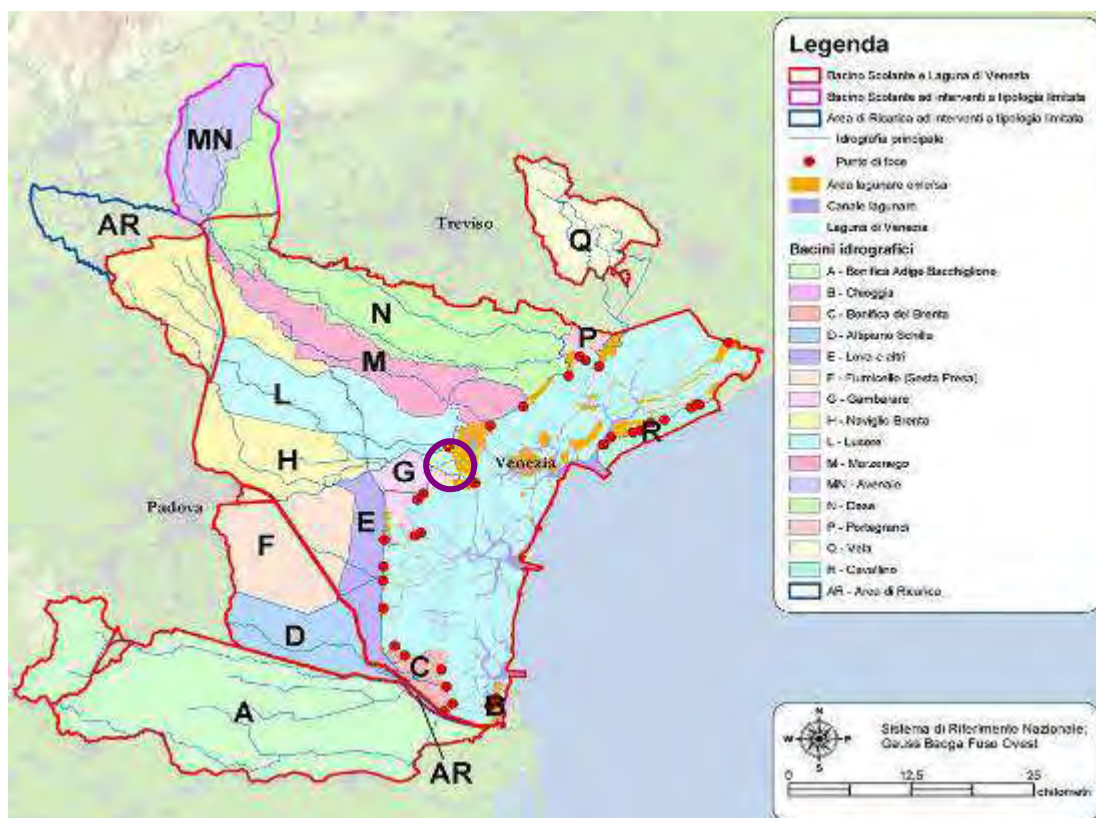 Legenda
Bacino Scolante e Laguna di Venezia
Bacino Scolante ad interventi a tipologia limitata
Area di Ricarica ad interventi a tipologia limitata
Idrografia principale
Punto di foce
Area lagunare emersa
Canale lagunare
Laguna di Venezia
Bacini idrografici
A - Bonifica Adige Bacchiglione
B - Chioggia
C - Bonifica del Brenta
D - Altipiano Schilla
E - Lova e altri
F - Fiumicello (Sesta Presa)
G - Gambarare
H - Naviglio Brenta
L - Lusore
M - Marzenego
MN - Avenale
N - Dese
P - Portegrandi
Q - Vela
R - Cavallino
AR - Area di Ricarica
MN
AR
Treviso
Q
N
P
M
L
R
H
G
Venezia
Padova
E
F
D
C
B
A
AR
N
W
P
S
Sistema di Riferimento Nazionale:
Gauss Boaga Fuso Ovest
0
12,5
25
chilometri